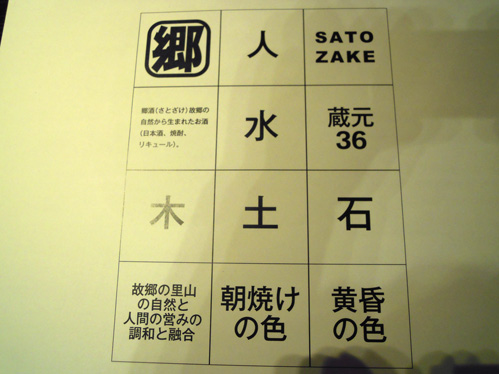 郷
人
SATO
ZAKE
郷酒(さとざけ)故郷の
自然から生まれたお酒
(日本酒、焼酎、
リキュール)。
水
蔵元
36
木
土
石
故郷の里山
の自然と
人間の営みの
調和と融合
朝焼け
の色
黄昏
の色